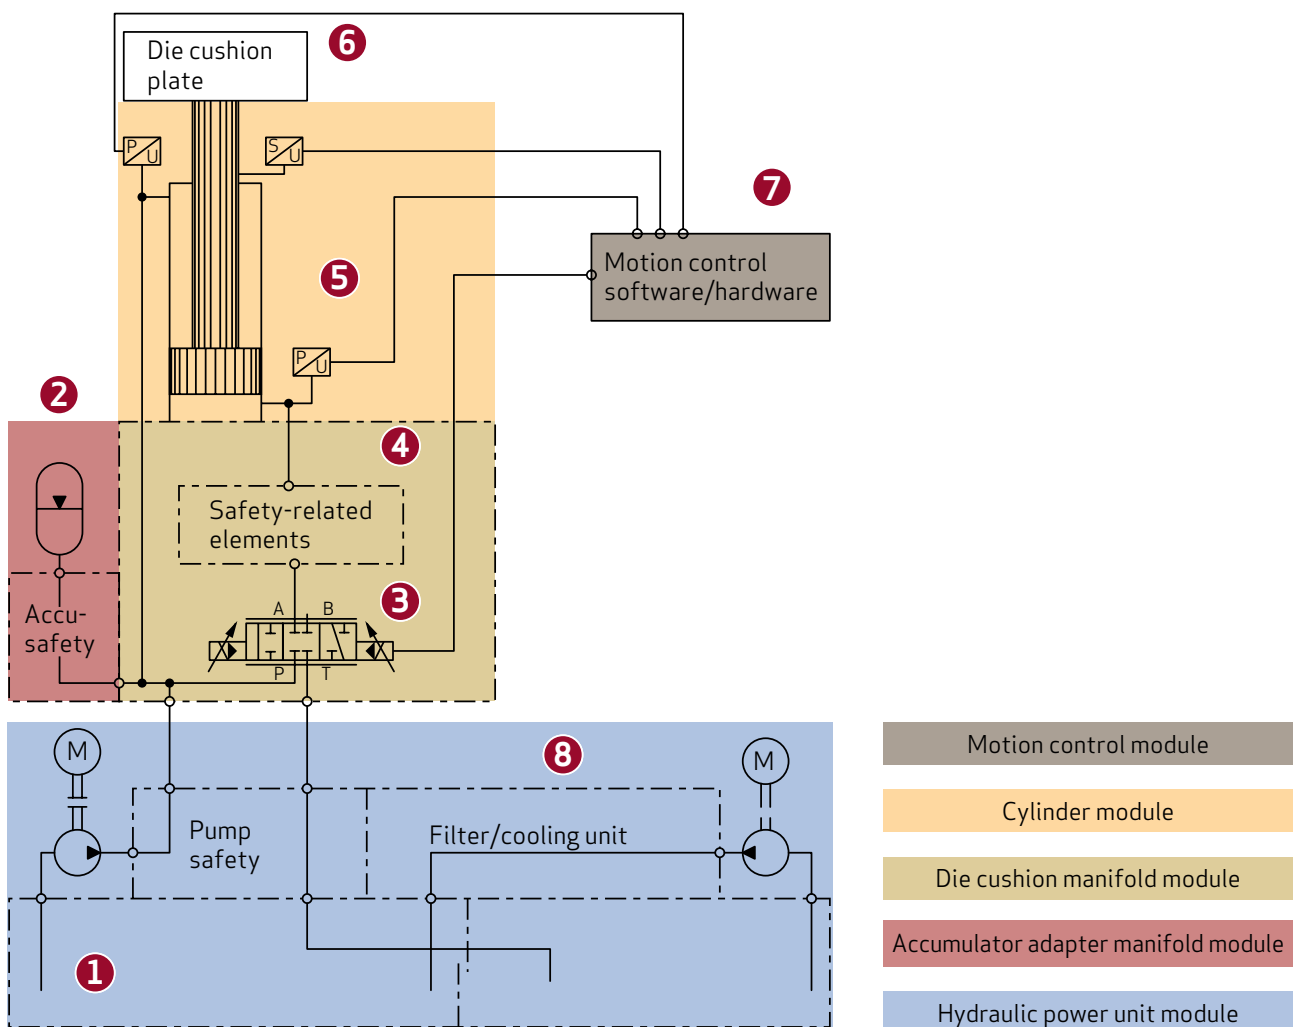 6
Die cushion
plate
P
U
S
U
7
Motion control
software/hardware
5
P
U
2
4
Safety-related
elements
3
Accu-
safety
A
B
P
T
M
8
M
Pump
safety
Filter/cooling unit
1
Motion control module
Cylinder module
Die cushion manifold module
Accumulator adapter manifold module
Hydraulic power unit module